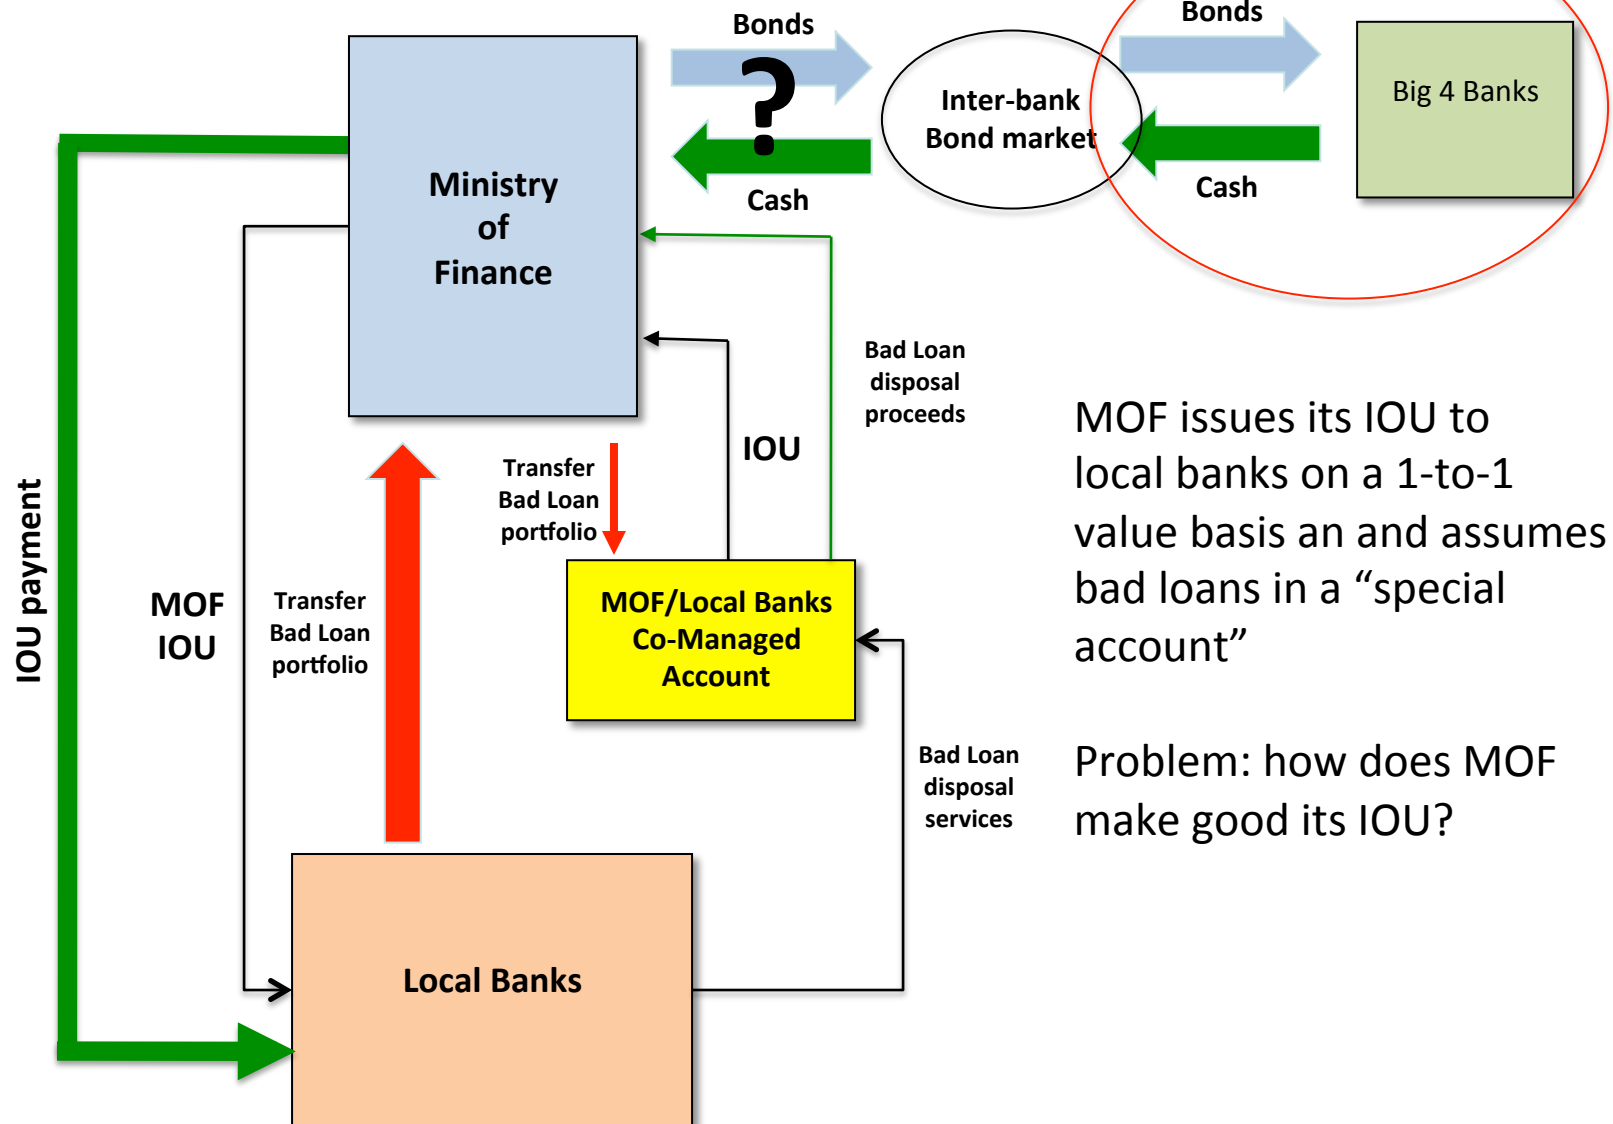 Bonds
Bonds
?
Inter-bank
Bond market
Big 4 Banks
Cash
Cash
Ministry
of
Finance
Bad Loan
disposal
proceeds
IOU
Transfer
Bad Loan
portfolio
IOU payment
MOF
IOU
Transfer
Bad Loan
portfolio
MOF/Local Banks
Co-Managed
Account
Bad Loan
disposal
services
Local Banks
MOF issues its IOU to
local banks on a 1-to-1
value basis an and assumes
bad loans in a “special
account”
Problem: how does MOF
make good its IOU?